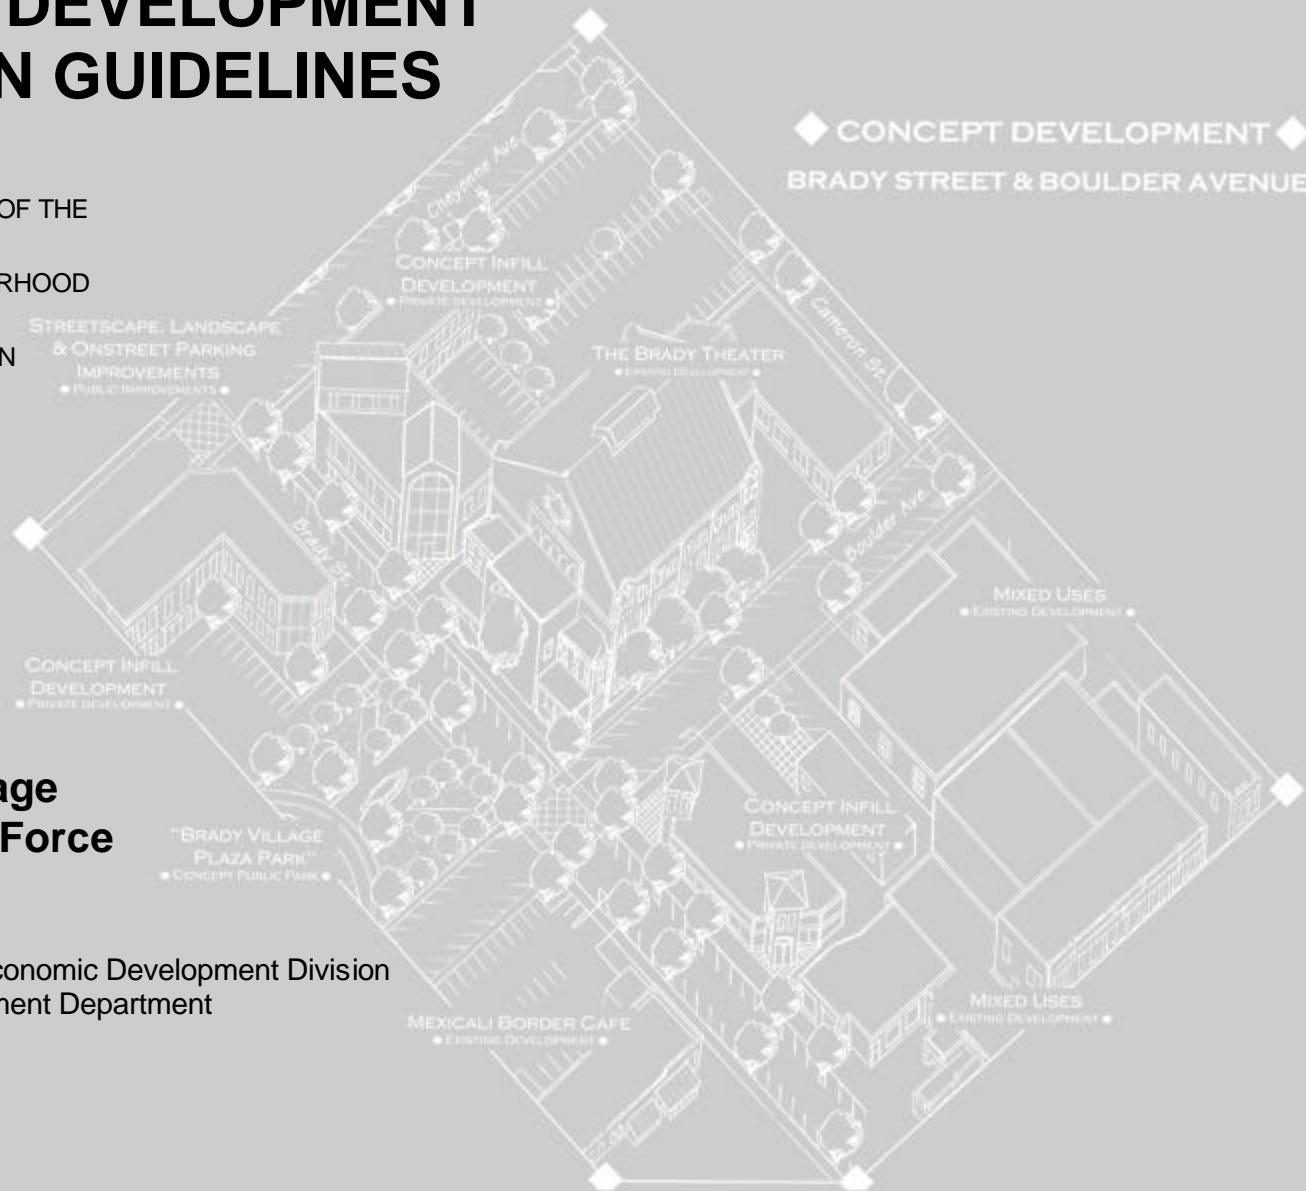 DEVELOPMENT
N GUIDELINES
OF THE
RHOOD
N
age
Force
conomic Development Division
ment Department
CONCEPT DEVELOPMENT
BRADY STREET & BOULDER AVENUE
Cheyenne Ave.
CONCEPT INFILL
DEVELOPMENT
● PRIVATE DEVELOPMENT ●
STREETSCAPE, LANDSCAPE
& ONSTREET PARKING
IMPROVEMENTS
● PUBLIC IMPROVEMENTS ●
THE BRADY THEATER
● EXISTING DEVELOPMENT ●
Cameron St.
Brady St.
Boulder Ave.
MIXED USES
● EXISTING DEVELOPMENT ●
CONCEPT INFILL
DEVELOPMENT
● PRIVATE DEVELOPMENT ●
"BRADY VILLAGE
PLAZA PARK"
● CONCEPT PUBLIC PARK ●
CONCEPT INFILL
DEVELOPMENT
● PRIVATE DEVELOPMENT ●
MEXICALI BORDER CAFE
● EXISTING DEVELOPMENT ●
MIXED USES
● EXISTING DEVELOPMENT ●